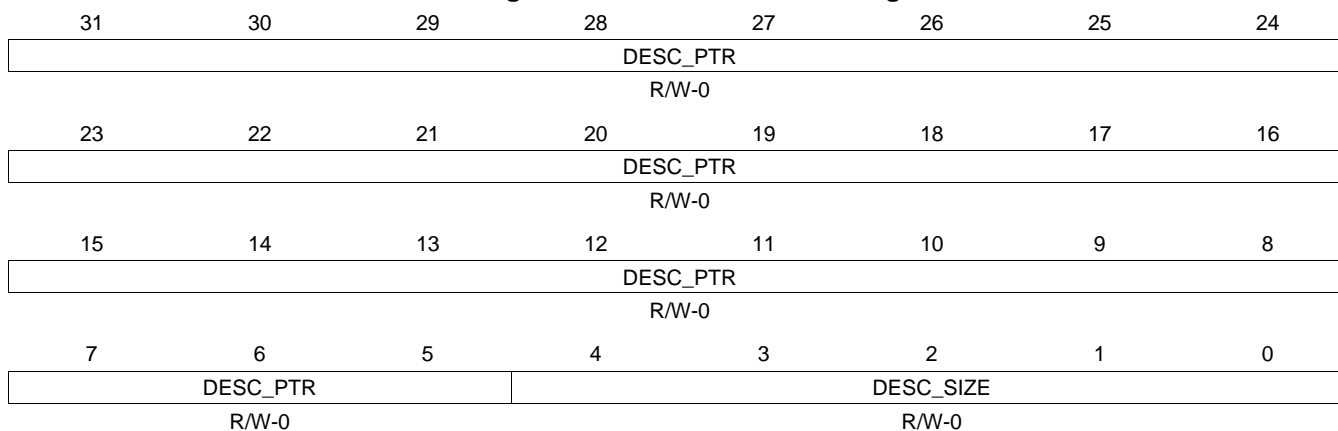 31 30 29 28 27 26 25 24
DESC_PTR
R/W-0
23 22 21 20 19 18 17 16
DESC_PTR
R/W-0
15 14 13 12 11 10 9 8
DESC_PTR
R/W-0
7 6 5 4 3 2 1 0
DESC_PTR DESC_SIZE
R/W-0 R/W-0